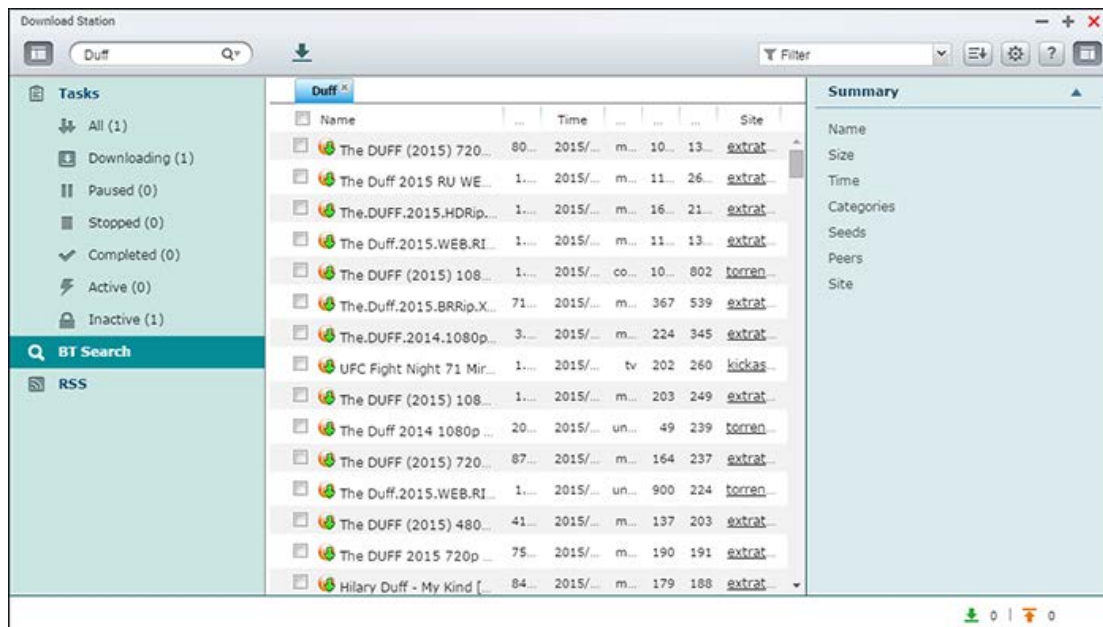 Download Station
Duff
Filter
?
Tasks
All (1)
Downloading (1)
Paused (0)
Stopped (0)
Completed (0)
Active (0)
Inactive (1)
BT Search
RSS
Duff
Name ... Time ... ... ... Site
The DUFF (2015) 720... 80... 2015/... m... 10... 13... extrat...
The Duff 2015 RU WE... 1.... 2015/... m... 11... 26... extrat...
The.DUFF.2015.HDRip.... 1.... 2015/... m... 16... 21... extrat...
The Duff.2015.WEB.RI... 1.... 2015/... m... 11... 13... extrat...
The DUFF (2015) 108... 1.... 2015/... co... 10... 802 torren...
The.Duff.2015.BRRip.X... 71... 2015/... m... 367 539 extrat...
The.DUFF.2014.1080p... 3.... 2015/... m... 224 345 extrat...
UFC Fight Night 71 Mir... 1.... 2015/... tv 202 260 kickas...
The DUFF (2015) 108... 1.... 2015/... m... 203 249 extrat...
The Duff 2014 1080p ... 20... 2015/... un... 49 239 torren...
The DUFF (2015) 720... 87... 2015/... m... 164 237 extrat...
The Duff.2015.WEB.RI... 1.... 2015/... un... 900 224 torren...
The DUFF (2015) 480... 41... 2015/... m... 137 203 extrat...
The DUFF 2015 720p ... 75... 2015/... m... 190 191 extrat...
Hilary Duff - My Kind [... 84... 2015/... m... 179 188 extrat...
Summary
Name
Size
Time
Categories
Seeds
Peers
Site
0 | 0